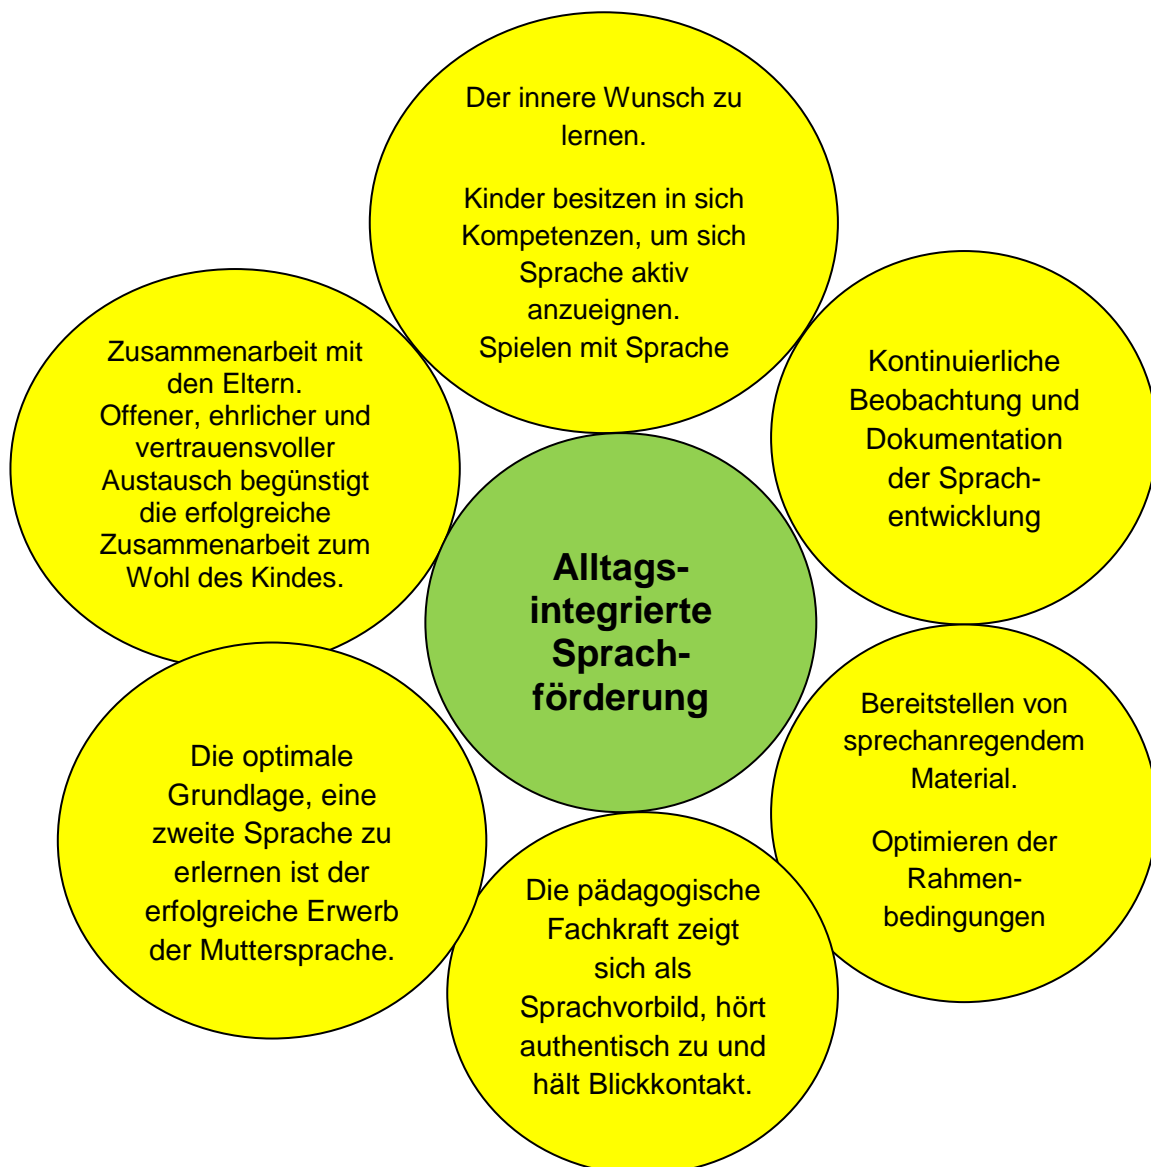 Der innere Wunsch zu
lernen.
Kinder besitzen in sich
Kompetenzen, um sich
Sprache aktiv
anzueignen.
Spielen mit Sprache
Kontinuierliche
Beobachtung und
Dokumentation
der Sprach-
entwicklung
Bereitstellen von
sprechanregendem
Material.
Optimieren der
Rahmen-
bedingungen
Die pädagogische
Fachkraft zeigt
sich als
Sprachvorbild, hört
authentisch zu und
hält Blickkontakt.
Die optimale
Grundlage, eine
zweite Sprache zu
erlernen ist der
erfolgreiche Erwerb
der Muttersprache.
Zusammenarbeit mit
den Eltern.
Offener, ehrlicher und
vertrauensvoller
Austausch begünstigt
die erfolgreiche
Zusammenarbeit zum
Wohl des Kindes.
Alltags-
integrierte
Sprach-
förderung